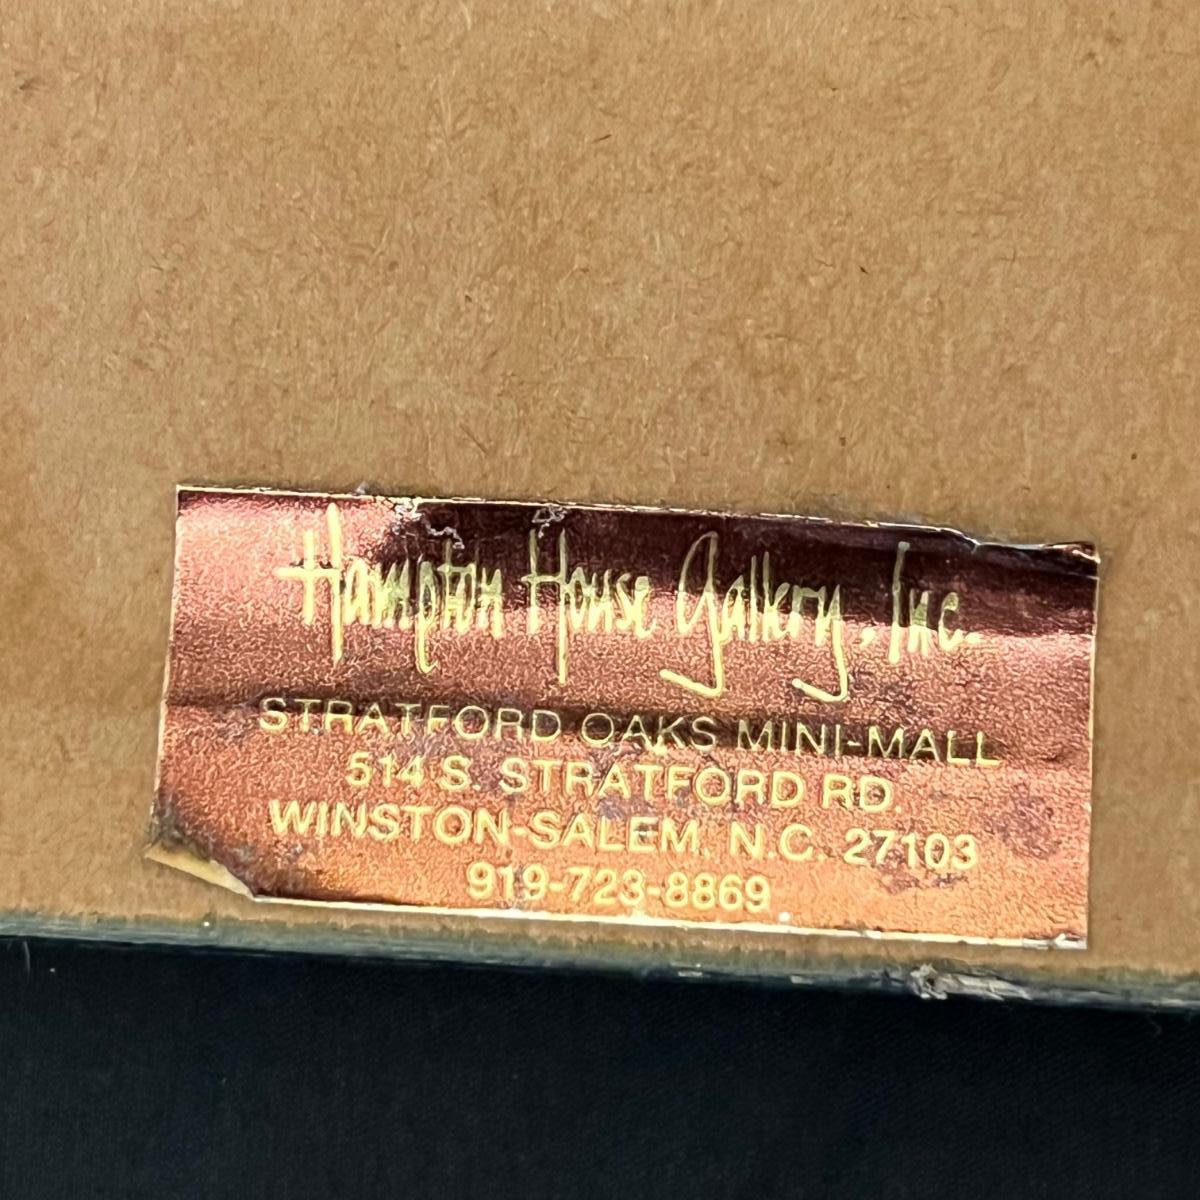 Hampton House Gallery, Inc.
STRATFORD OAKS MINI-MALL
514 S. STRATFORD RD.
WINSTON-SALEM, N.C. 27103
919-723-8869